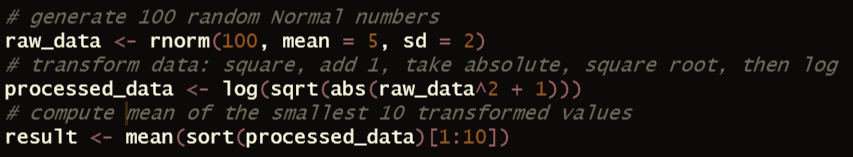 # generate 100 random Normal numbers
raw_data <- rnorm(100, mean = 5, sd = 2)
# transform data: square, add 1, take absolute, square root, then log
processed_data <- log(sqrt(abs(raw_data^2 + 1)))
# compute mean of the smallest 10 transformed values
result <- mean(sort(processed_data)[1:10])